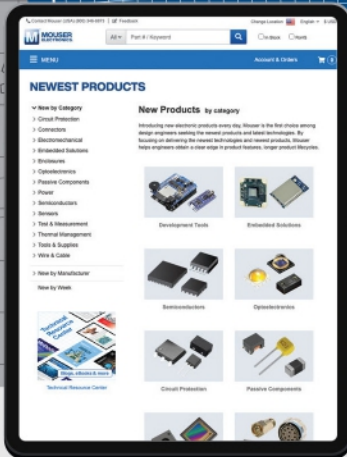 Contact Mouser (USA) (800) 346-6873 | Feedback
Change Location English $ USD
MOUSER
ELECTRONICS
All Part # / Keyword
In Stock RoHS
MENU
Account & Orders 0
NEWEST PRODUCTS
New by Category
Circuit Protection
Connectors
Electromechanical
Embedded Solutions
Enclosures
Optoelectronics
Passive Components
Power
Semiconductors
Sensors
Test & Measurement
Thermal Management
Tools & Supplies
Wire & Cable
New by Manufacturer
New by Week
Technical
Resource
Center
Blogs, eBooks & more
Technical Resource Center
New Products by category
Introducing new electronic products every day. Mouser is the first choice among
design engineers seeking the newest products and latest technologies. By
focusing on delivering the newest technologies and newest products, Mouser
helps engineers obtain a clear edge in product features, longer product lifecycles.
Development Tools
Embedded Solutions
Semiconductors
Optoelectronics
Circuit Protection
Passive Components